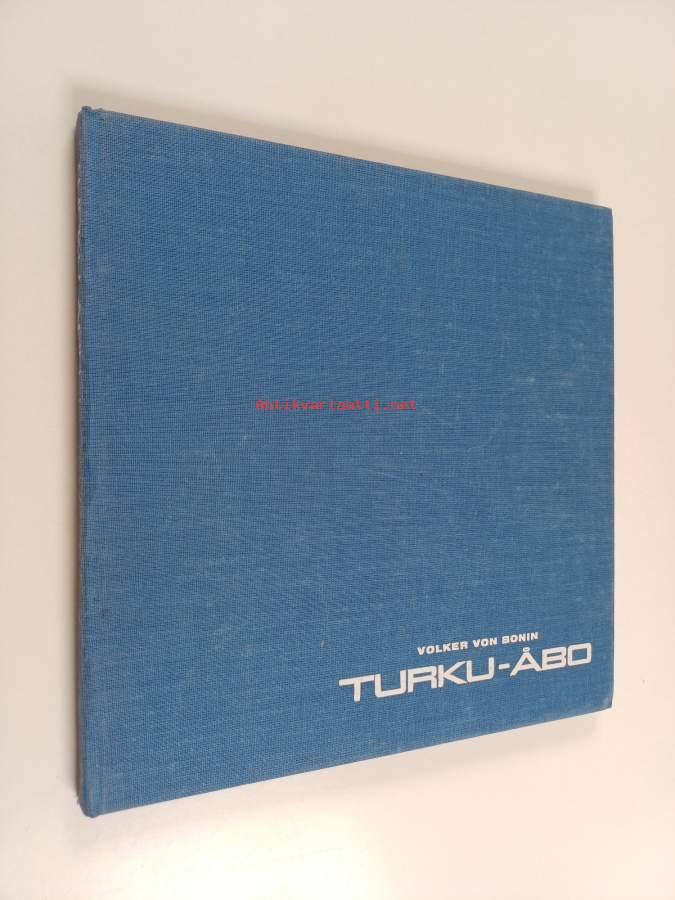 Antikvariaatti.net
VOLKER VON BONIN
TURKU-ÅBO